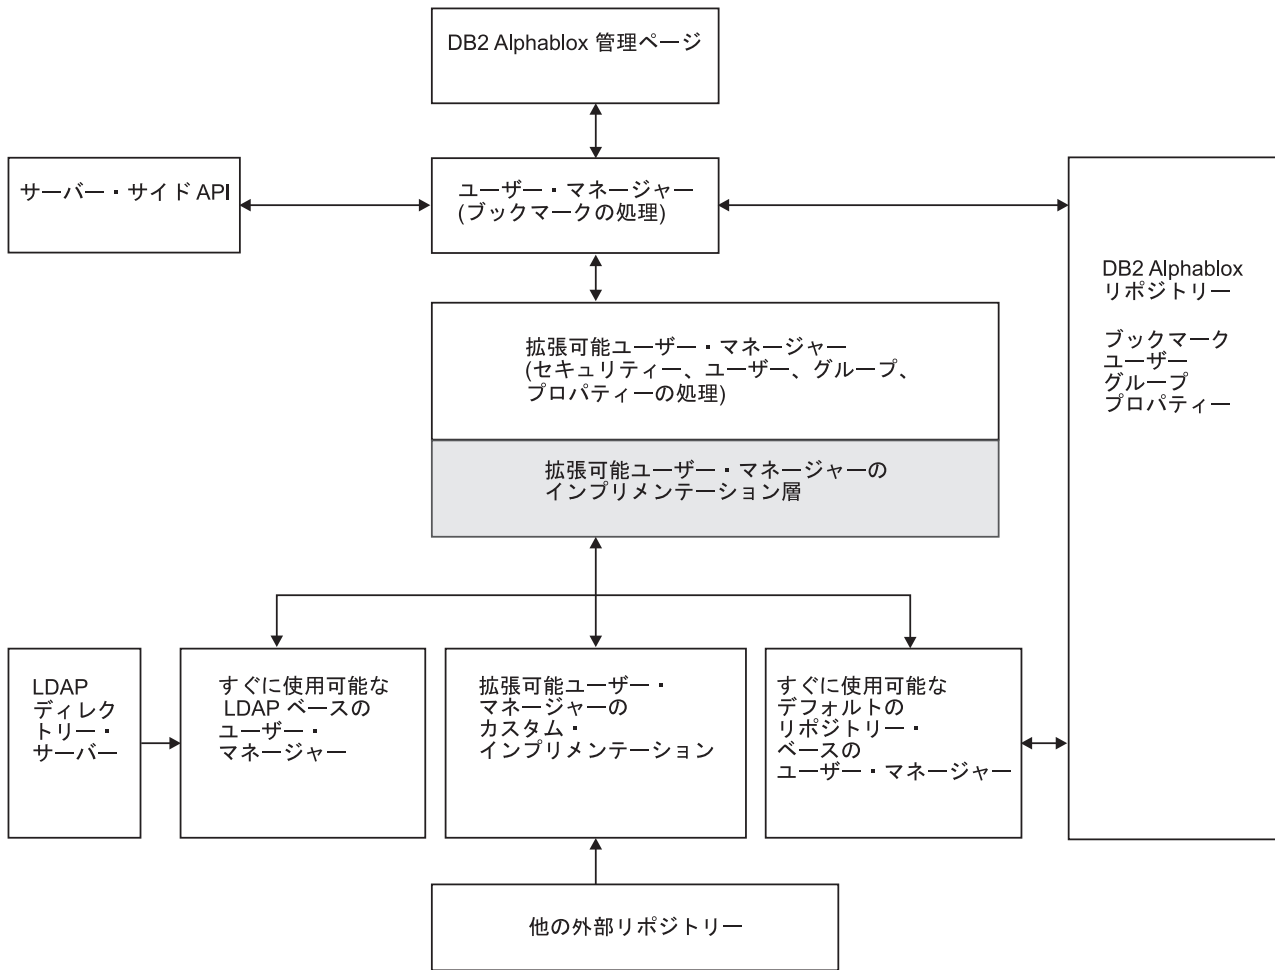 DB2 Alphablox 管理ページ
サーバー・サイド API
ユーザー・マネージャー
(ブックマークの処理)
DB2 Alphablox
リポジトリー
ブックマーク
ユーザー
グループ
プロパティー
拡張可能ユーザー・マネージャー
(セキュリティー、ユーザー、グループ、
プロパティーの処理)
拡張可能ユーザー・マネージャーの
インプリメンテーション層
LDAP
ディレク
トリー・
サーバー
すぐに使用可能な
LDAP ベースの
ユーザー・
マネージャー
拡張可能ユーザー・
マネージャーの
カスタム・
インプリメンテーション
すぐに使用可能な
デフォルトの
リポジトリー・
ベースの
ユーザー・マネージャー
他の外部リポジトリー